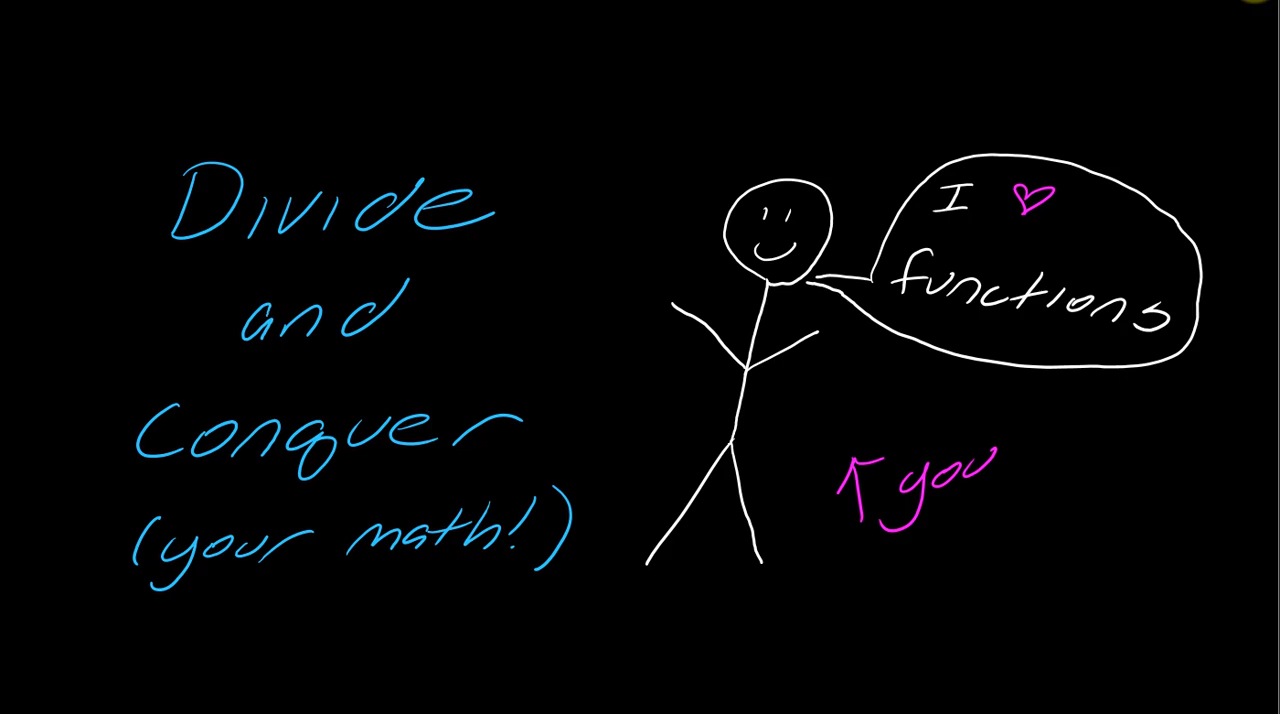 Divide
and
Conquer
(your math!)
I ♡
functions
↑ you